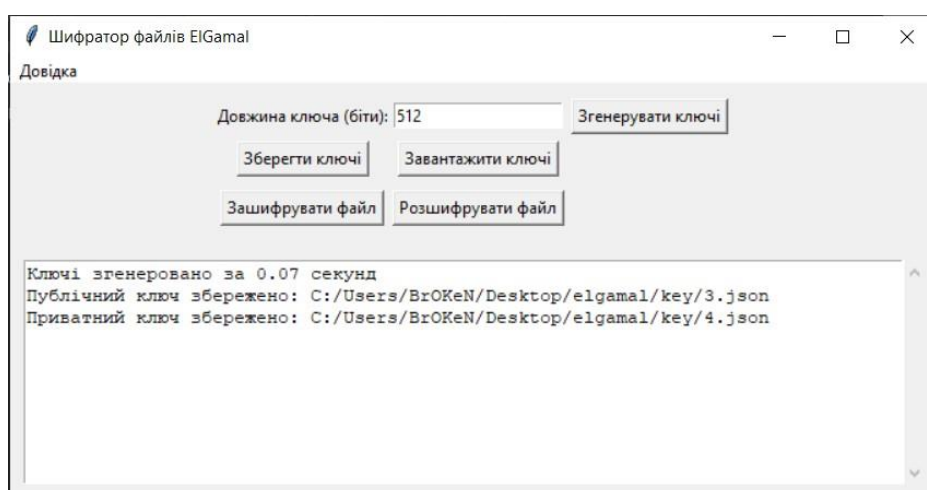 Шифратор файлів ElGamal
Довідка
Довжина ключа (біти): 512 Згенерувати ключі
Зберегти ключі Завантажити ключі
Зашифрувати файл Розшифрувати файл
Ключі згенеровано за 0.07 секунд
Публічний ключ збережено: C:/Users/BrOKeN/Desktop/elgamal/key/3.json
Приватний ключ збережено: C:/Users/BrOKeN/Desktop/elgamal/key/4.json